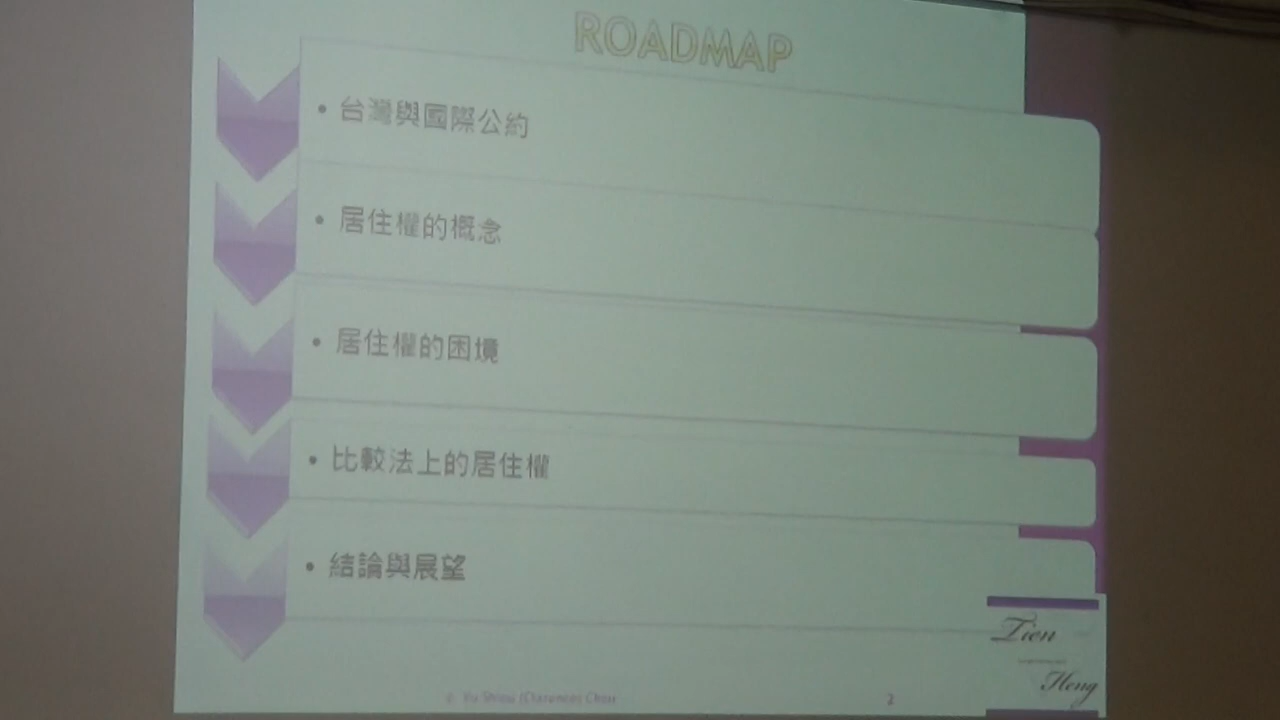 ROADMAP
• 台灣與國際公約
• 居住權的概念
• 居住權的困境
• 比較法上的居住權
• 結論與展望
Tien
Heng
2